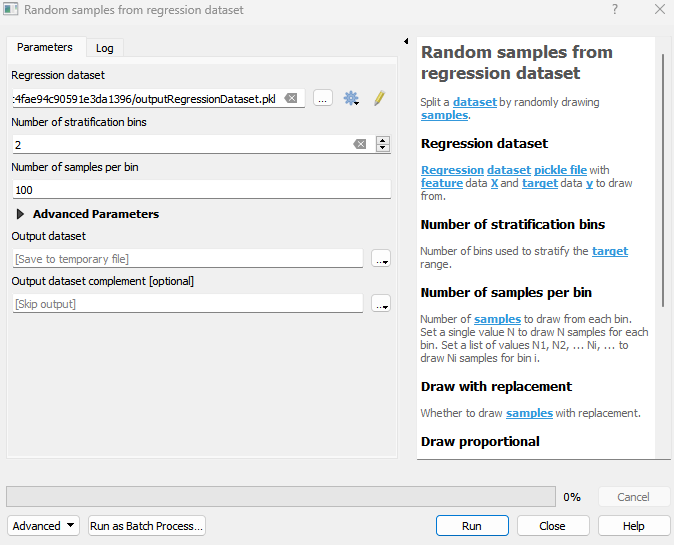 Random samples from regression dataset
?
Parameters
Log
Regression dataset
:4fae94c90591e3da1396/outputRegressionDataset.pkl
...
Number of stratification bins
2
Number of samples per bin
100
Advanced Parameters
Output dataset
[Save to temporary file]
...
Output dataset complement [optional]
[Skip output]
...
Random samples from
regression dataset
Split a dataset by randomly drawing
samples.
Regression dataset
Regression dataset pickle file with
feature data X and target data y to draw
from.
Number of stratification bins
Number of bins used to stratify the target
range.
Number of samples per bin
Number of samples to draw from each bin.
Set a single value N to draw N samples for each
bin. Set a list of values N1, N2, ... Ni, ... to
draw Ni samples for bin i.
Draw with replacement
Whether to draw samples with replacement.
Draw proportional
0%
Cancel
Advanced
Run as Batch Process...
Run
Close
Help